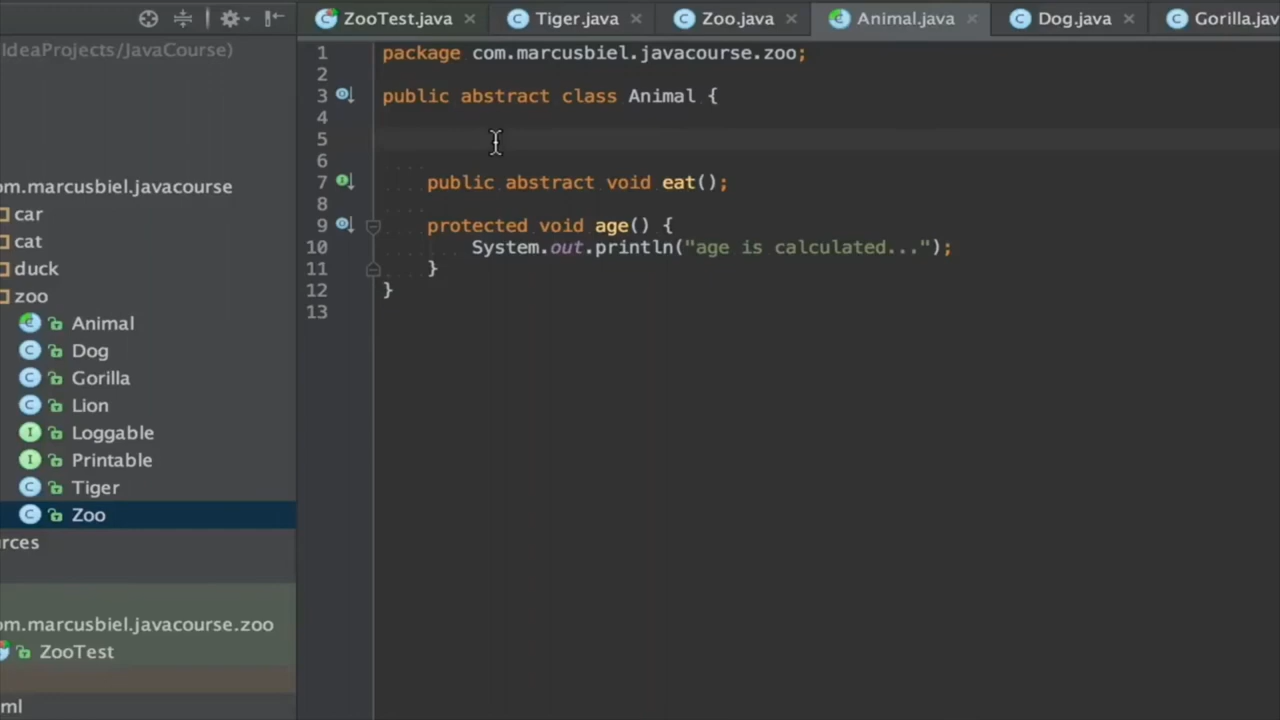 ZooTest.java
Tiger.java
Zoo.java
Animal.java
Dog.java
Gorilla.jav
IdeaProjects/JavaCourse)
om.marcusbiel.javacourse
car
cat
duck
zoo
Animal
Dog
Gorilla
Lion
Loggable
Printable
Tiger
Zoo
urces
om.marcusbiel.javacourse.zoo
ZooTest
ml
1 package com.marcusbiel.javacourse.zoo;
2
3 public abstract class Animal {
4
5
6
7 public abstract void eat();
8
9 protected void age() {
10 System.out.println("age is calculated...");
11 }
12 }
13